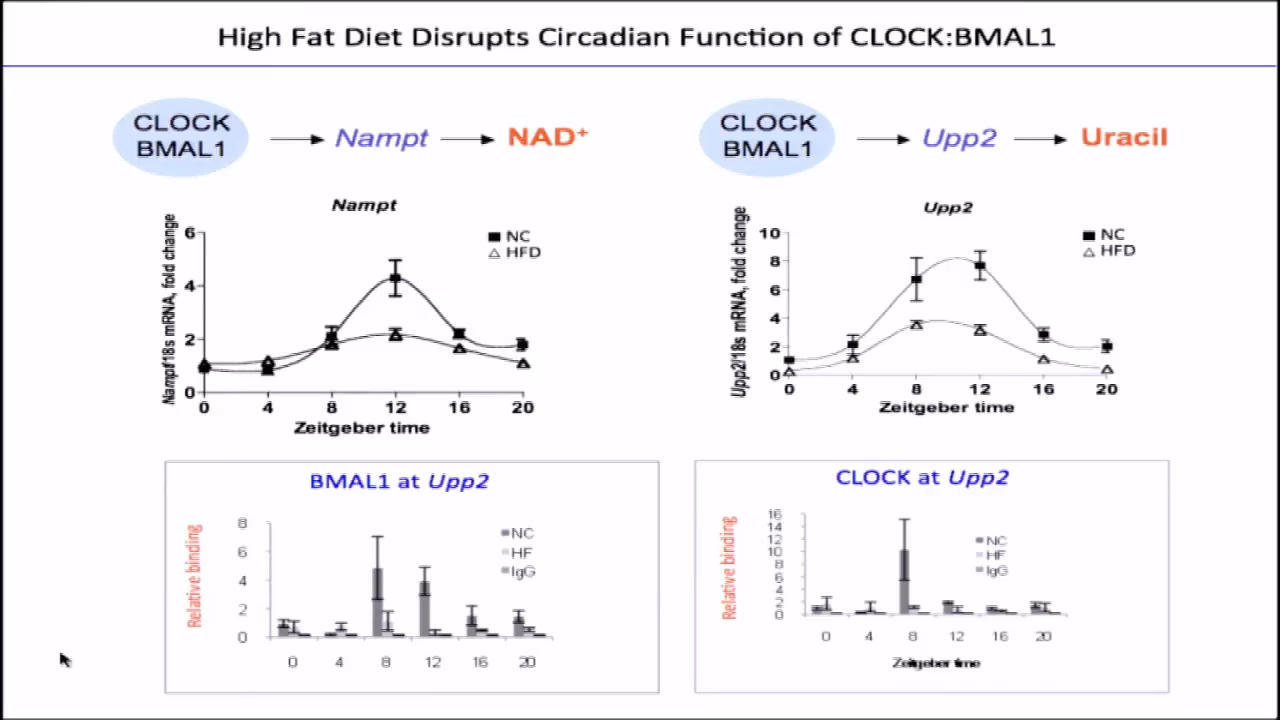 High Fat Diet Disrupts Circadian Function of CLOCK:BMAL1
CLOCK
BMAL1
Nampt
NAD+
CLOCK
BMAL1
Upp2
Uracil
Nampt
Nampt/18s mRNA, fold change
6
4
2
0
NC
HFD
0 4 8 12 16 20
Zeitgeber time
Upp2
Upp2/18s mRNA, fold change
10
8
6
4
2
0
NC
HFD
0 4 8 12 16 20
Zeitgeber time
BMAL1 at Upp2
Relative binding
8
6
4
2
0
NC
HF
IgG
0 4 8 12 16 20
CLOCK at Upp2
Relative binding
16
14
12
10
8
6
4
2
0
NC
HF
IgG
0 4 8 12 16 20
Zeitgeber time